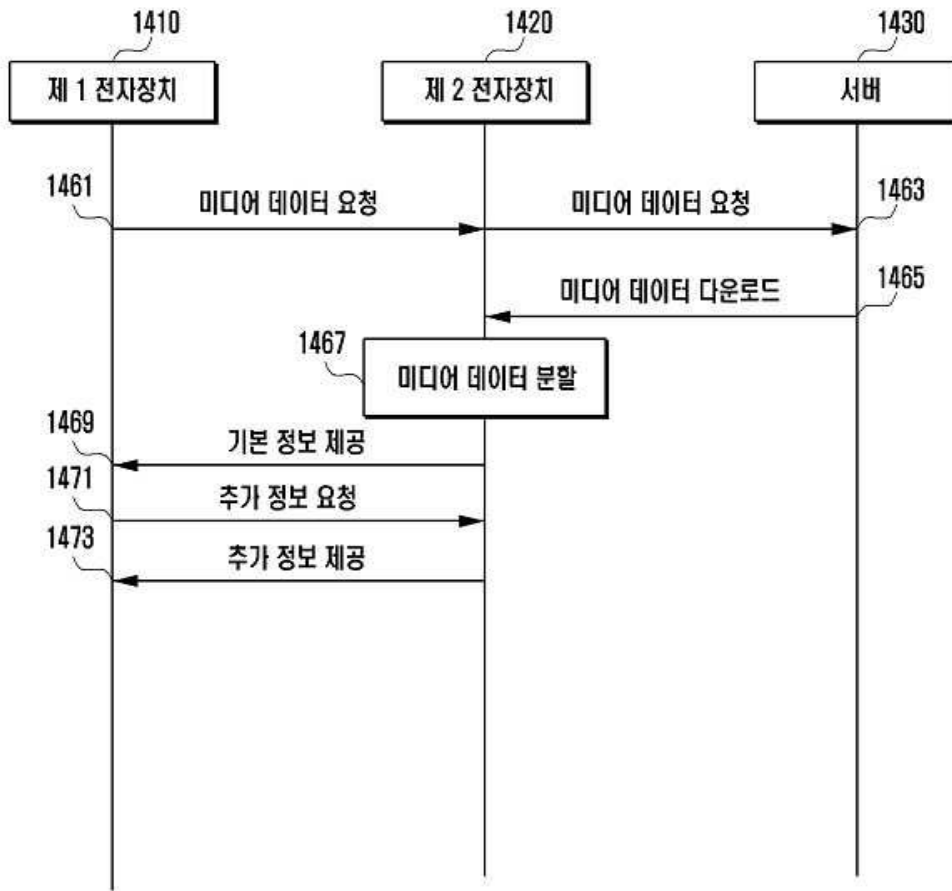 1410
1420
1430
제 1 전자장치
제 2 전자장치
서버
1461
미디어 데이터 요청
미디어 데이터 요청
1463
미디어 데이터 다운로드
1465
1467
미디어 데이터 분할
1469
기본 정보 제공
1471
추가 정보 요청
1473
추가 정보 제공